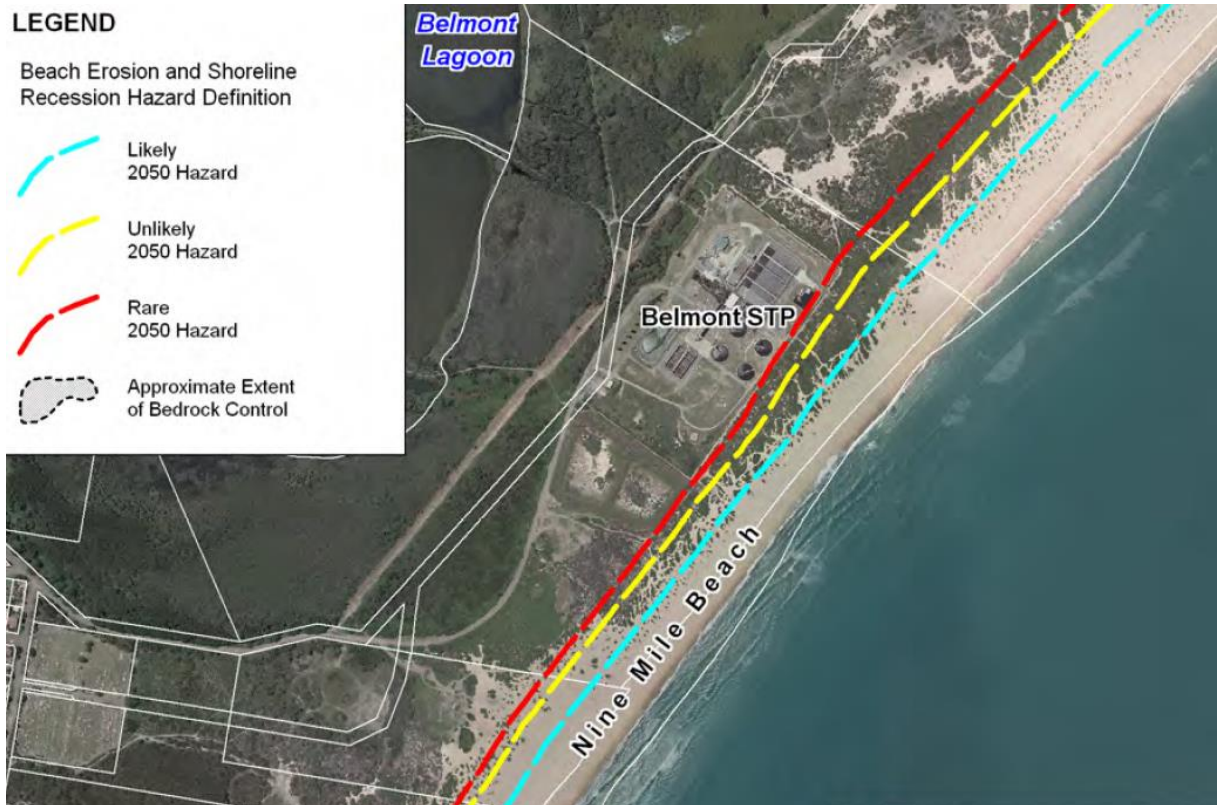 LEGEND
Beach Erosion and Shoreline
Recession Hazard Definition
Likely
2050 Hazard
Unlikely
2050 Hazard
Rare
2050 Hazard
Approximate Extent
of Bedrock Control
Belmont
Lagoon
Belmont STP
Nine Mile Beach